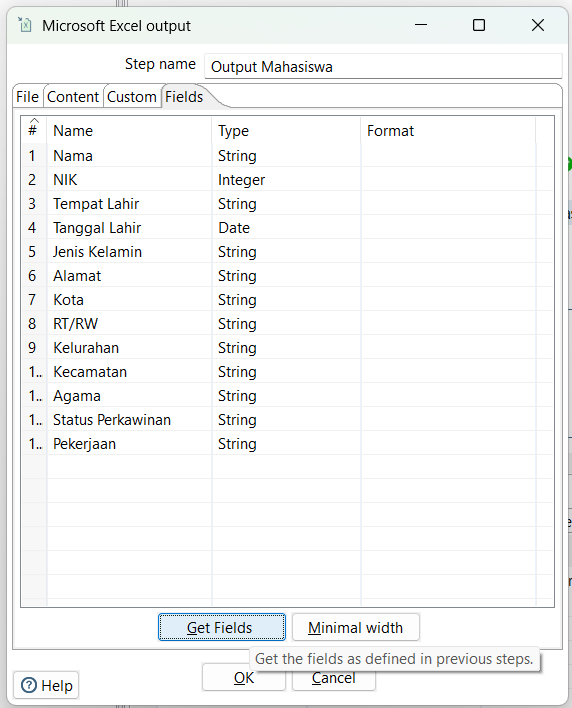 Microsoft Excel output
Step name Output Mahasiswa
File Content Custom Fields
# Name Type Format
1 Nama String
2 NIK Integer
3 Tempat Lahir String
4 Tanggal Lahir Date
5 Jenis Kelamin String
6 Alamat String
7 Kota String
8 RT/RW String
9 Kelurahan String
1.. Kecamatan String
1.. Agama String
1.. Status Perkawinan String
1.. Pekerjaan String
Get Fields Minimal width
Get the fields as defined in previous steps.
Help OK Cancel